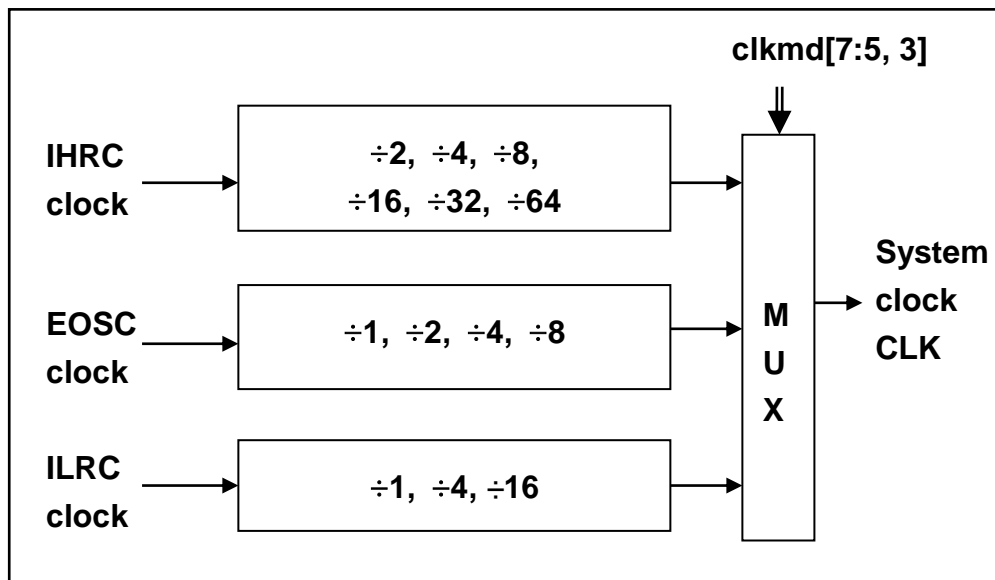 clkmd[7:5, 3]
IHRC
clock
÷2, ÷4, ÷8,
÷16, ÷32, ÷64
EOSC
clock
÷1, ÷2, ÷4, ÷8
ILRC
clock
÷1, ÷4, ÷16
M
U
X
System
clock
CLK